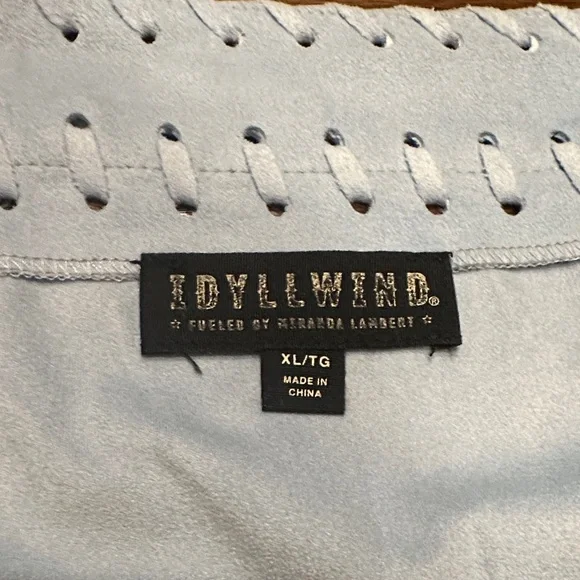 IDYLLWIND®
★ FUELED BY MIRANDA LAMBERT ★
XL/TG
MADE IN
CHINA